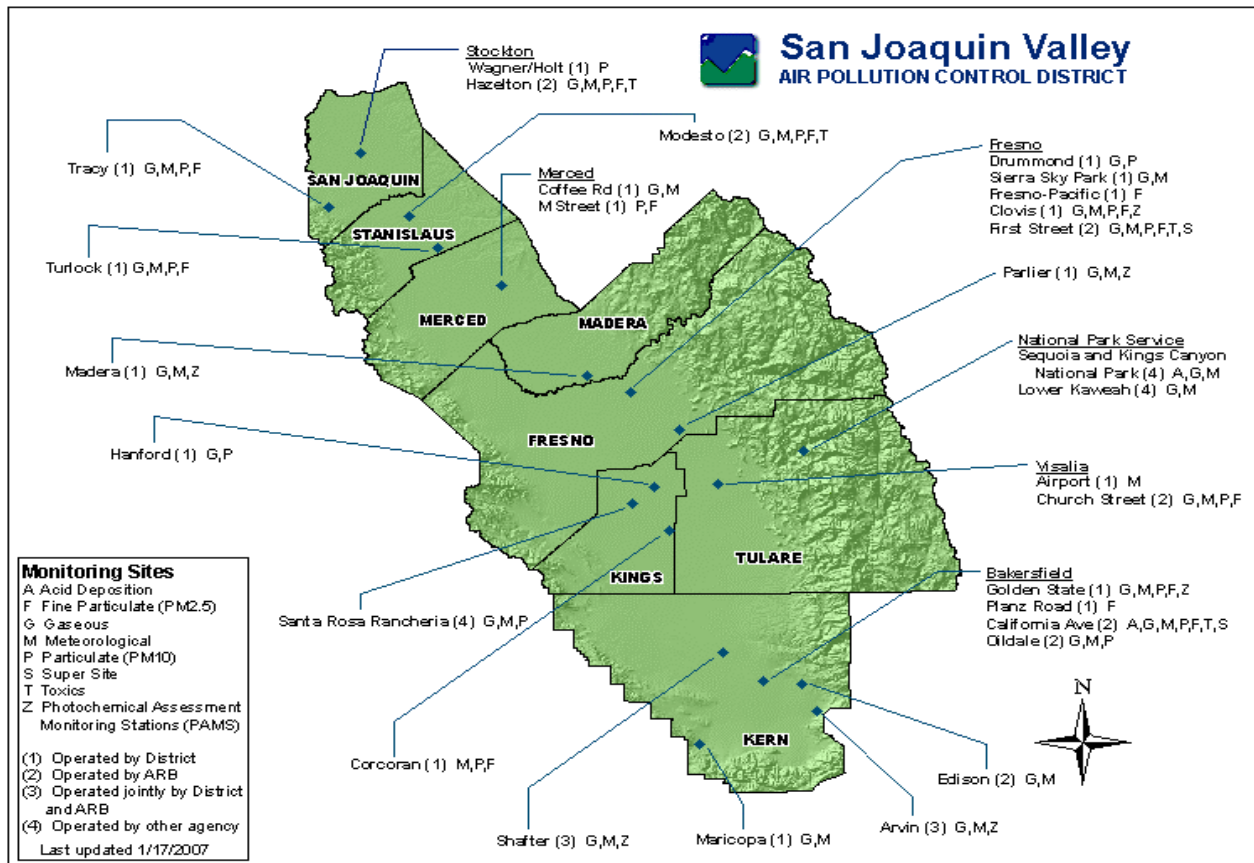 San Joaquin Valley
AIR POLLUTION CONTROL DISTRICT
Stockton
Wagner/Holt (1) P
Hazelton (2) G,M,P,F,T
Modesto (2) G,M,P,F,T
Tracy (1) G,M,P,F
Merced
Coffee Rd (1) G,M
M Street (1) P,F
Fresno
Drummond (1) G,P
Sierra Sky Park (1) G,M
Fresno-Pacific (1) F
Clovis (1) G,M,P,F,Z
First Street (2) G,M,P,F,T,S
Turlock (1) G,M,P,F
Parlier (1) G,M,Z
National Park Service
Sequoia and Kings Canyon
National Park (4) A,G,M
Lower Kaweah (4) G,M
Madera (1) G,M,Z
Hanford (1) G,P
Visalia
Airport (1) M
Church Street (2) G,M,P,F
SAN JOAQUIN
STANISLAUS
MERCED
MADERA
FRESNO
TULARE
KINGS
KERN
Santa Rosa Rancheria (4) G,M,P
Bakersfield
Golden State (1) G,M,P,F,Z
Planz Road (1) F
California Ave (2) A,G,M,P,F,T,S
Oildale (2) G,M,P
Corcoran (1) M,P,F
Edison (2) G,M
Arvin (3) G,M,Z
Maricopa (1) G,M
Shafter (3) G,M,Z
N
Monitoring Sites
A Acid Deposition
F Fine Particulate (PM2.5)
G Gaseous
M Meteorological
P Particulate (PM10)
S Super Site
T Toxics
Z Photochemical Assessment
Monitoring Stations (PAMS)
(1) Operated by District
(2) Operated by ARB
(3) Operated jointly by District
and ARB
(4) Operated by other agency
Last updated 1/17/2007